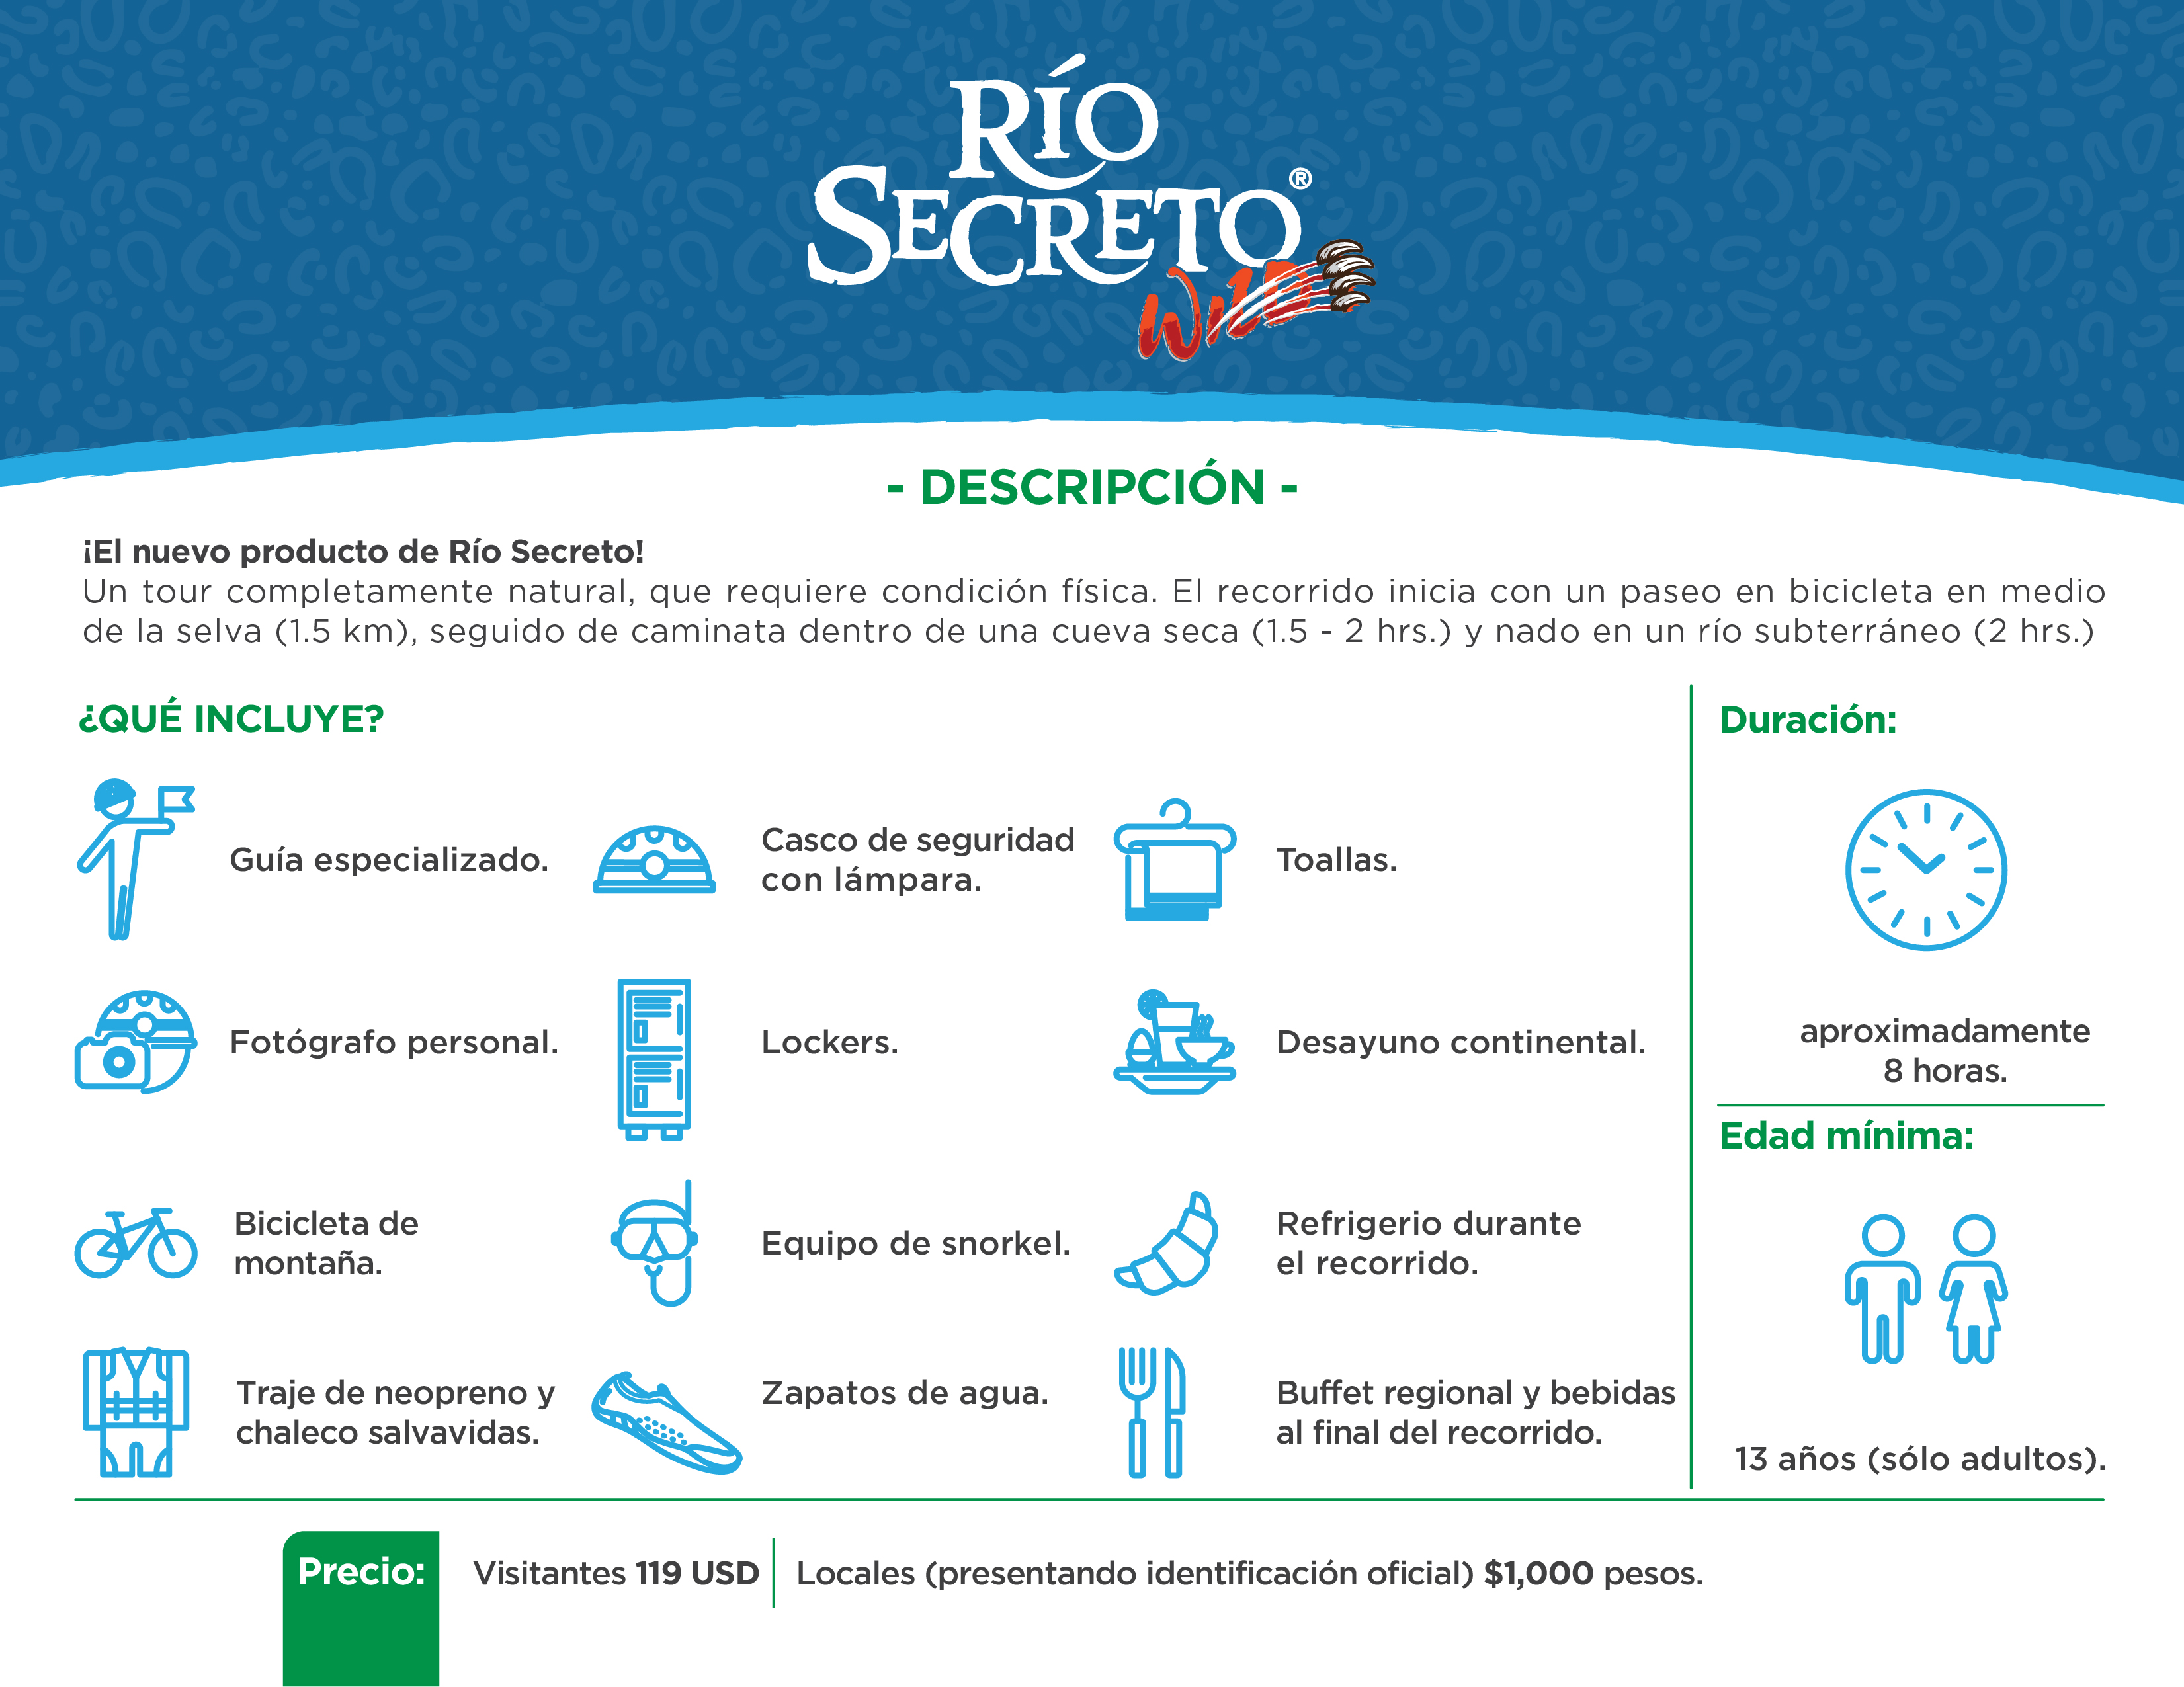 RÍO
SECRETO®
WILD
- DESCRIPCIÓN -
¡El nuevo producto de Río Secreto!
Un tour completamente natural, que requiere condición física. El recorrido inicia con un paseo en bicicleta en medio
de la selva (1.5 km), seguido de caminata dentro de una cueva seca (1.5 - 2 hrs.) y nado en un río subterráneo (2 hrs.)
¿QUÉ INCLUYE?
Guía especializado.
Casco de seguridad
con lámpara.
Toallas.
Fotógrafo personal.
Lockers.
Desayuno continental.
Bicicleta de
montaña.
Equipo de snorkel.
Refrigerio durante
el recorrido.
Traje de neopreno y
chaleco salvavidas.
Zapatos de agua.
Buffet regional y bebidas
al final del recorrido.
Duración:
aproximadamente
8 horas.
Edad mínima:
13 años (sólo adultos).
Precio:
Visitantes 119 USD
Locales (presentando identificación oficial) $1,000 pesos.